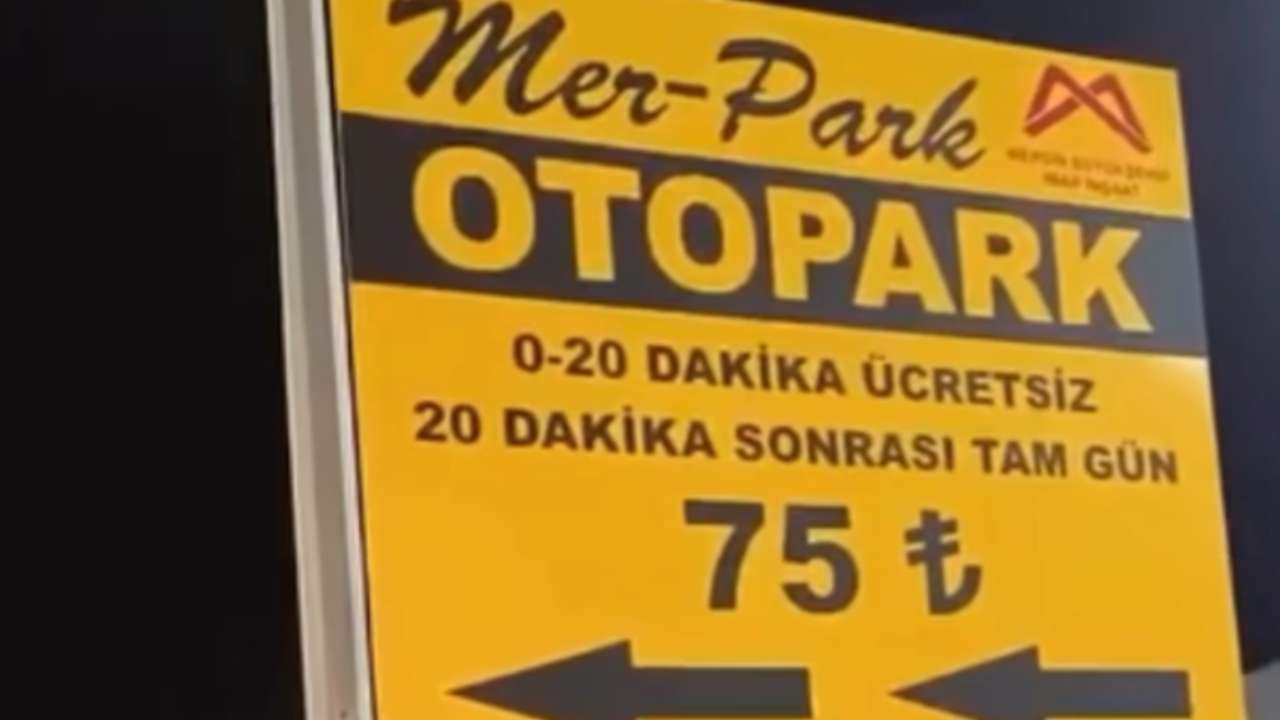 Mer-Park
OTOPARK
0-20 DAKİKA ÜCRETSİZ
20 DAKİKA SONRASI TAM GÜN
75 ₺